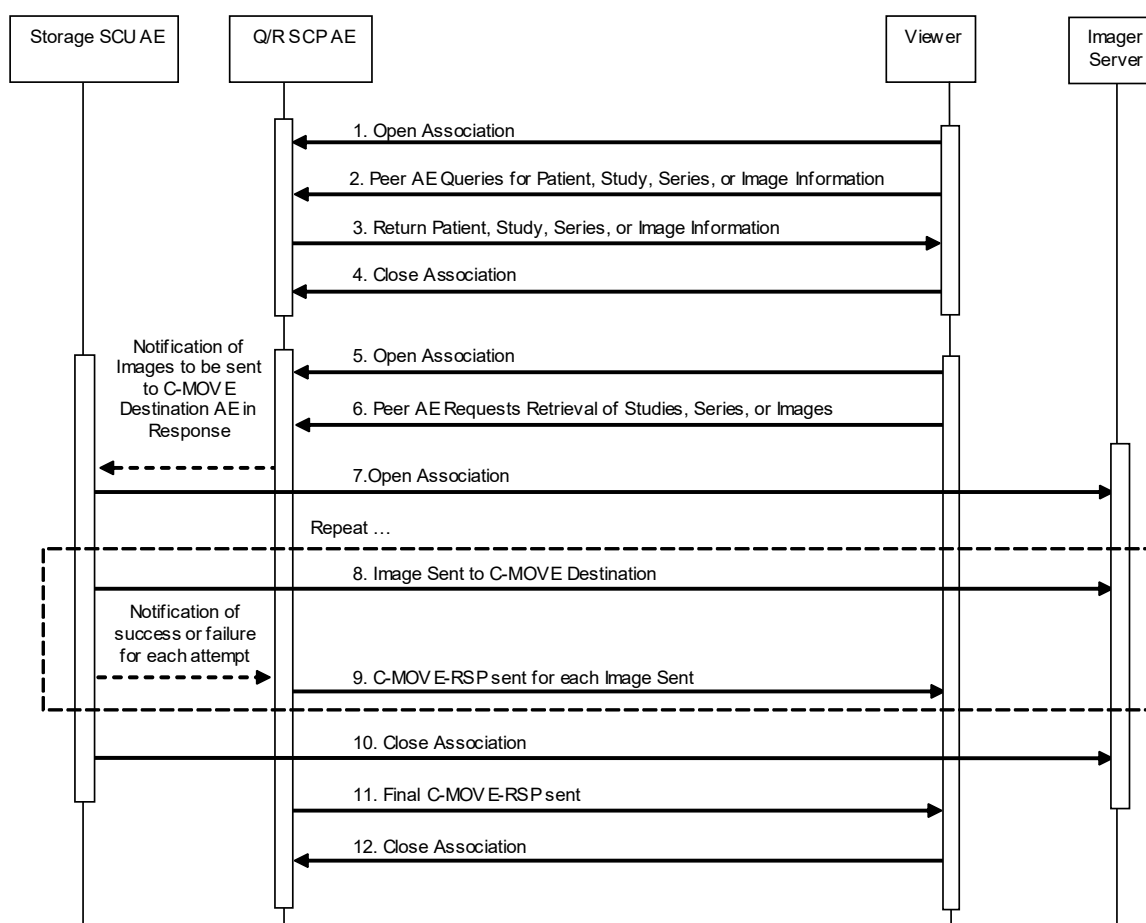 Storage SCU AE
Q/R SCP AE
Viewer
Imager
Server
1. Open Association
2. Peer AE Queries for Patient, Study, Series, or Image Information
3. Return Patient, Study, Series, or Image Information
4. Close Association
Notification of
Images to be sent
to C-MOVE
Destination AE in
Response
5. Open Association
6. Peer AE Requests Retrieval of Studies, Series, or Images
7.Open Association
Repeat …
8. Image Sent to C-MOVE Destination
Notification of
success or failure
for each attempt
9. C-MOVE-RSP sent for each Image Sent
10. Close Association
11. Final C-MOVE-RSP sent
12. Close Association